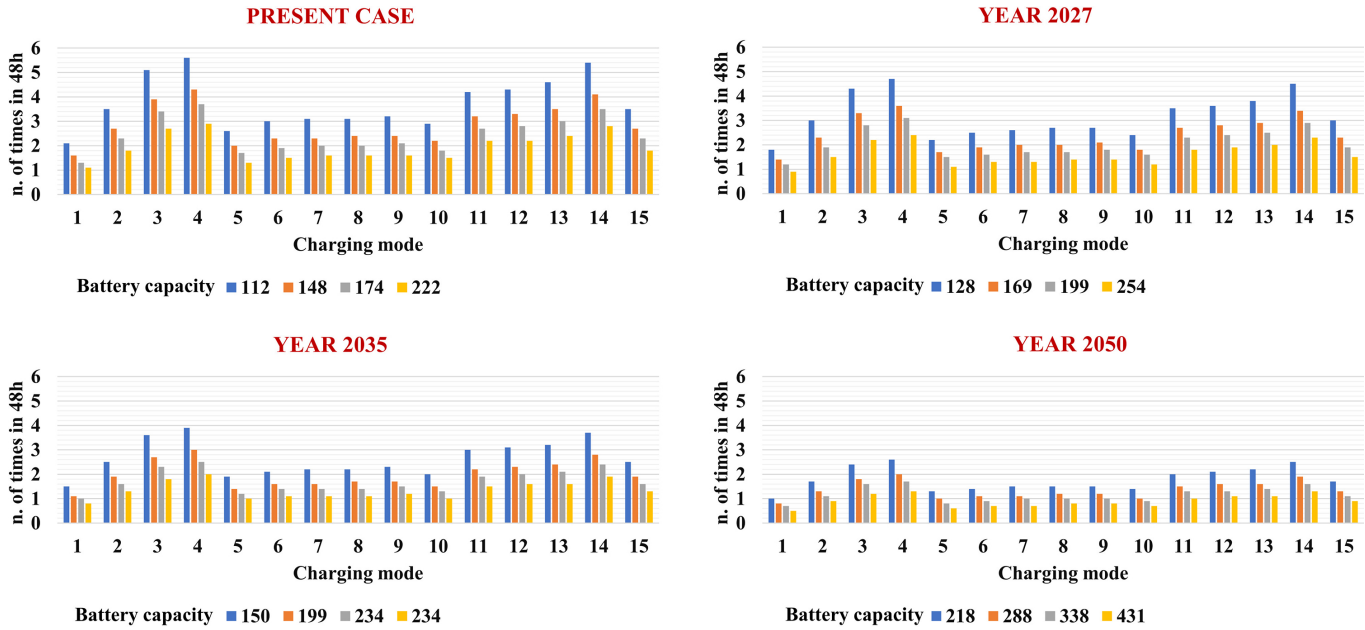 PRESENT CASE
n. of times in 48h
6
5
4
3
2
1
0
1 2 3 4 5 6 7 8 9 10 11 12 13 14 15
Charging mode
Battery capacity 112 148 174 222
YEAR 2027
n. of times in 48h
6
5
4
3
2
1
0
1 2 3 4 5 6 7 8 9 10 11 12 13 14 15
Charging mode
Battery capacity 128 169 199 254
YEAR 2035
n. of times in 48h
6
5
4
3
2
1
0
1 2 3 4 5 6 7 8 9 10 11 12 13 14 15
Charging mode
Battery capacity 150 199 234 234
YEAR 2050
n. of times in 48h
6
5
4
3
2
1
0
1 2 3 4 5 6 7 8 9 10 11 12 13 14 15
Charging mode
Battery capacity 218 288 338 431